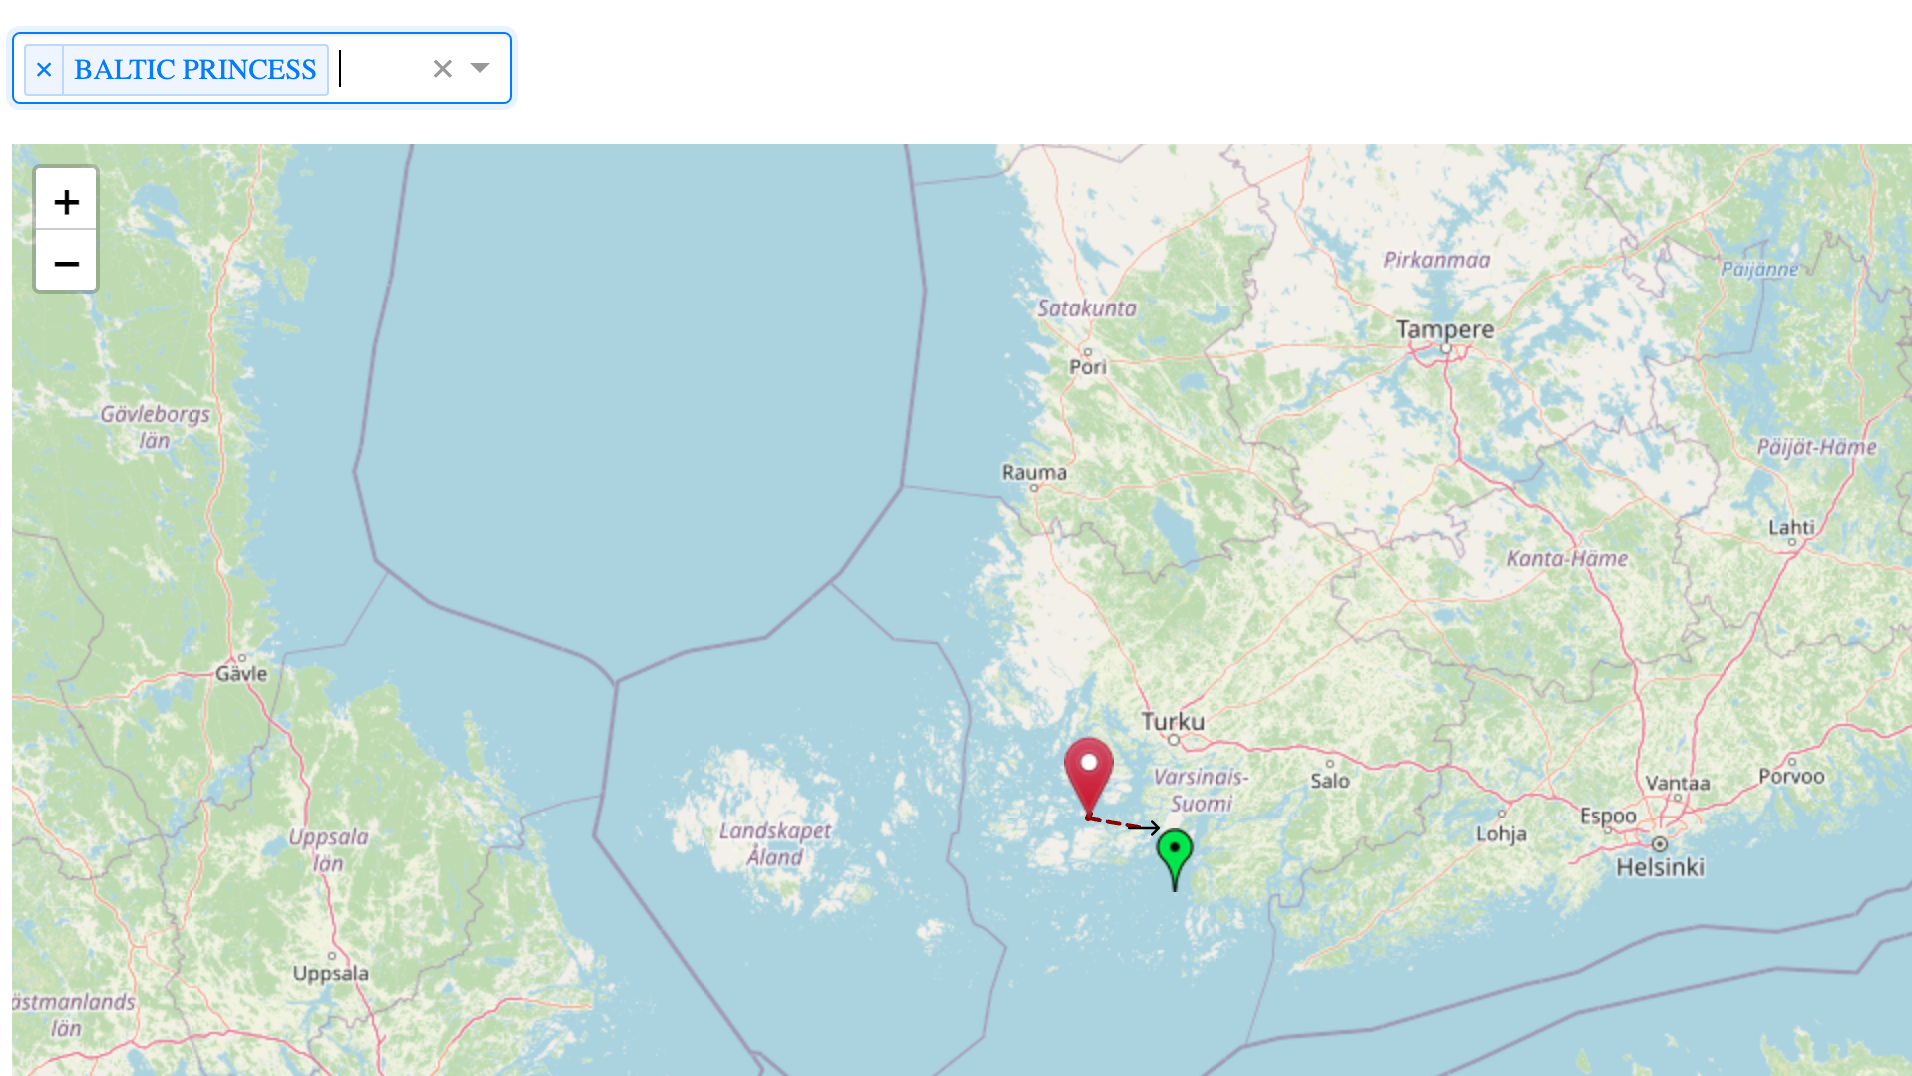 × BALTIC PRINCESS
+
−
Pirkanmaa
Päijänne
Satakunta
Tampere
Pori
Gävleborgs
län
Päijät-Häme
Rauma
Lahti
Kanta-Häme
Gävle
Turku
Varsinais-
Suomi
Salo
Vantaa
Porvoo
Espoo
Lohja
Helsinki
Landskapet
Åland
Uppsala
län
Uppsala
ästmanlands
län